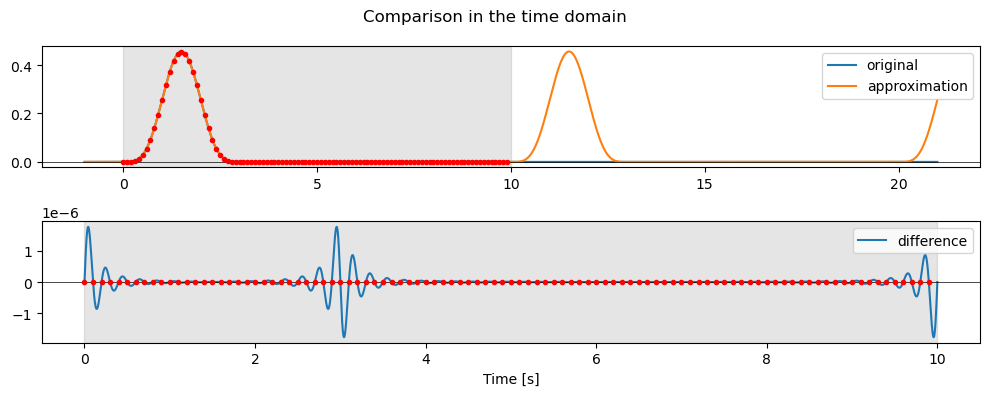 Comparison in the time domain
0.4
0.2
0.0
original
approximation
0 5 10 15 20
1e−6
1
0
−1
difference
0 2 4 6 8 10
Time [s]